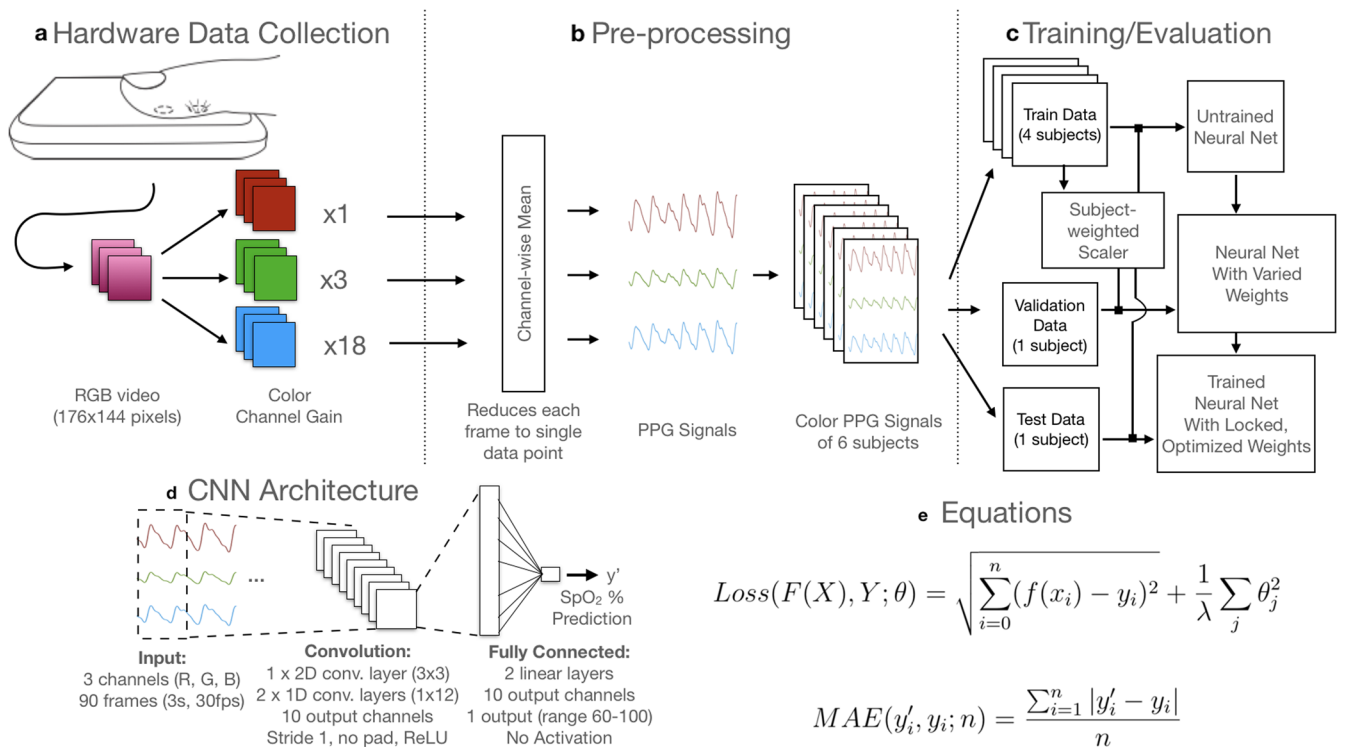 a Hardware Data Collection
x1
x3
x18
RGB video
(176x144 pixels)
Color
Channel Gain
b Pre-processing
Channel-wise Mean
Reduces each
frame to single
data point
PPG Signals
Color PPG Signals
of 6 subjects
c Training/Evaluation
Train Data
(4 subjects)
Untrained
Neural Net
Subject-
weighted
Scaler
Neural Net
With Varied
Weights
Validation
Data
(1 subject)
Test Data
(1 subject)
Trained
Neural Net
With Locked,
Optimized Weights
d CNN Architecture
...
y'
SpO₂ %
Prediction
Input:
3 channels (R, G, B)
90 frames (3s, 30fps)
Convolution:
1 x 2D conv. layer (3x3)
2 x 1D conv. layers (1x12)
10 output channels
Stride 1, no pad, ReLU
Fully Connected:
2 linear layers
10 output channels
1 output (range 60-100)
No Activation
e Equations
Loss(F(X), Y; θ) = √(∑_{i=0}^{n} (f(x_i) − y_i)²) + 1/λ ∑_j θ_j²
MAE(y'_i, y_i; n) = ∑_{i=1}^{n} |y'_i − y_i| / n